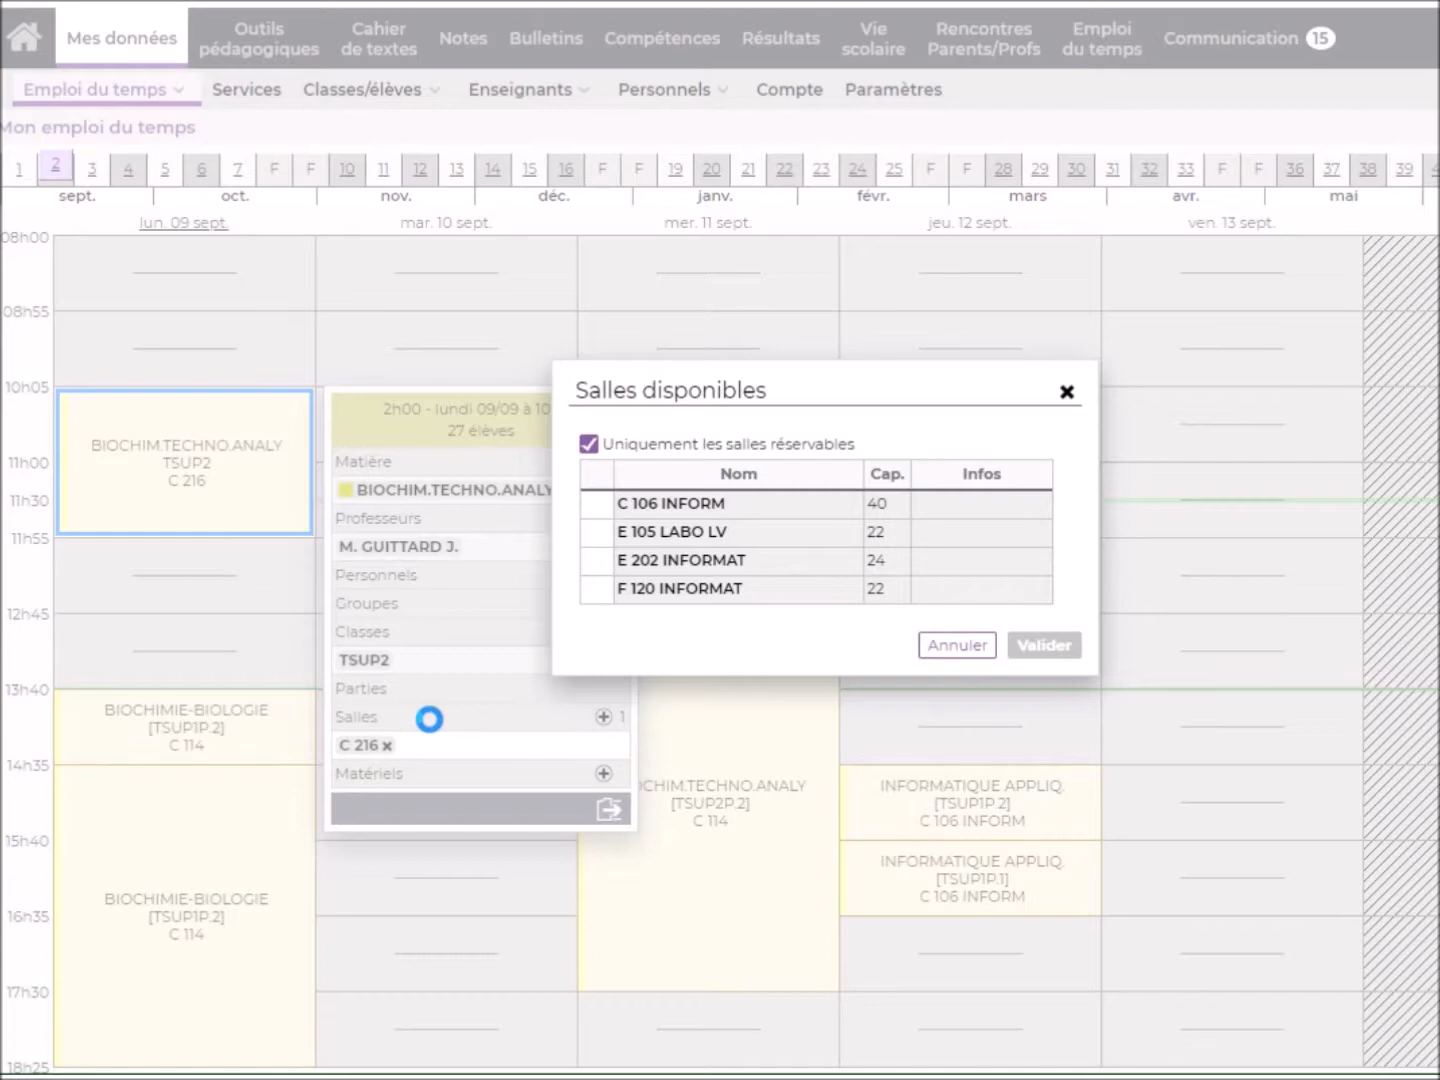 Mes données
Outils pédagogiques
Cahier de textes
Notes
Bulletins
Compétences
Résultats
Vie scolaire
Rencontres Parents/Profs
Emploi du temps
Communication 15
Emploi du temps
Services
Classes/élèves
Enseignants
Personnels
Compte
Paramètres
Mon emploi du temps
1 2 3 4 5 6 7 F F 10 11 12 13 14 15 16 F F 19 20 21 22 23 24 25 F F 28 29 30 31 32 33 F F 36 37 38 39
sept. oct. nov. déc. janv. févr. mars avr. mai
lun. 09 sept. mar. 10 sept. mer. 11 sept. jeu. 12 sept. ven. 13 sept.
08h00
08h55
10h05
11h00
11h30
11h55
12h45
13h40
14h35
15h40
16h35
17h30
18h25
BIOCHIM.TECHNO.ANALY
TSUP2
C 216
BIOCHIMIE-BIOLOGIE
[TSUP1P.2]
C 114
BIOCHIMIE-BIOLOGIE
[TSUP1P.2]
C 114
2h00 - lundi 09/09 à 10
27 élèves
Matière
BIOCHIM.TECHNO.ANALY
Professeurs
M. GUITTARD J.
Personnels
Groupes
Classes
TSUP2
Parties
Salles 1
C 216
Matériels
Salles disponibles
Uniquement les salles réservables
Nom Cap. Infos
C 106 INFORM 40
E 105 LABO LV 22
E 202 INFORMAT 24
F 120 INFORMAT 22
Annuler Valider
CHIM.TECHNO.ANALY
[TSUP2P.2]
C 114
INFORMATIQUE APPLIQ.
[TSUP1P.2]
C 106 INFORM
INFORMATIQUE APPLIQ.
[TSUP1P.1]
C 106 INFORM